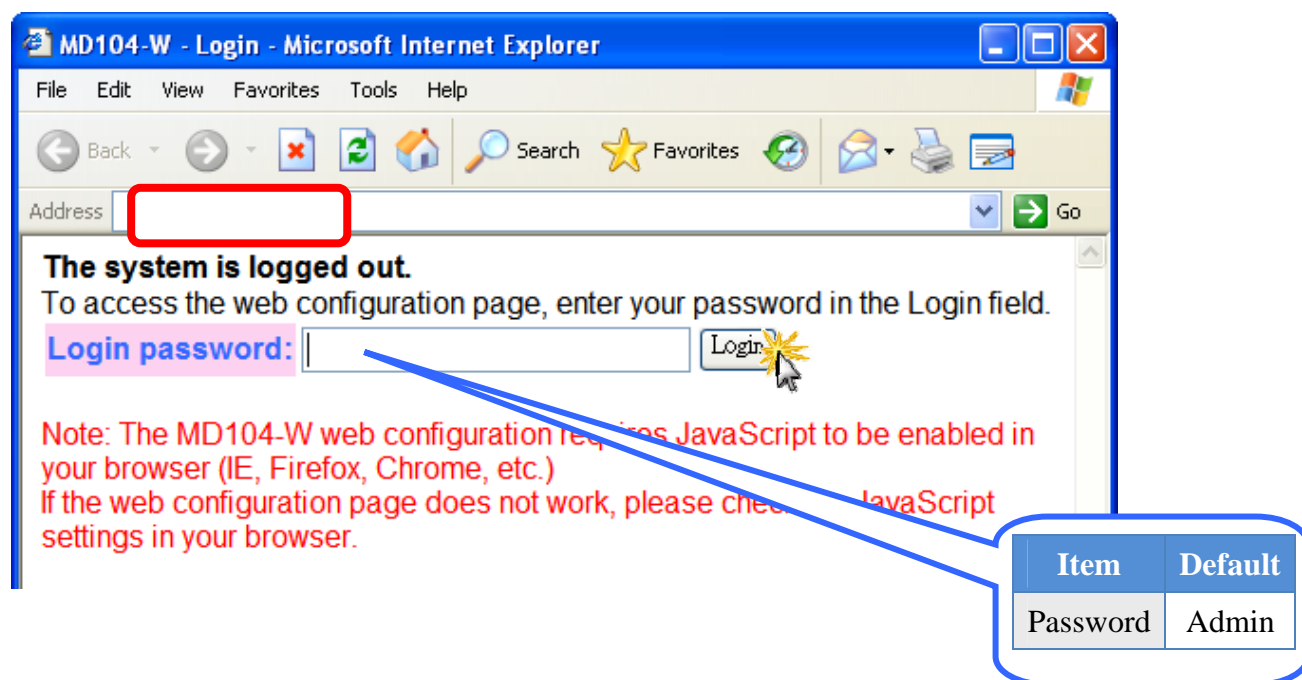 MD104-W - Login - Microsoft Internet Explorer
File Edit View Favorites Tools Help
Back Search Favorites
Address Go
The system is logged out.
To access the web configuration page, enter your password in the Login field.
Login password: Login
Note: The MD104-W web configuration requires JavaScript to be enabled in
your browser (IE, Firefox, Chrome, etc.)
If the web configuration page does not work, please JavaScript
settings in your browser.
Item Default
Password Admin